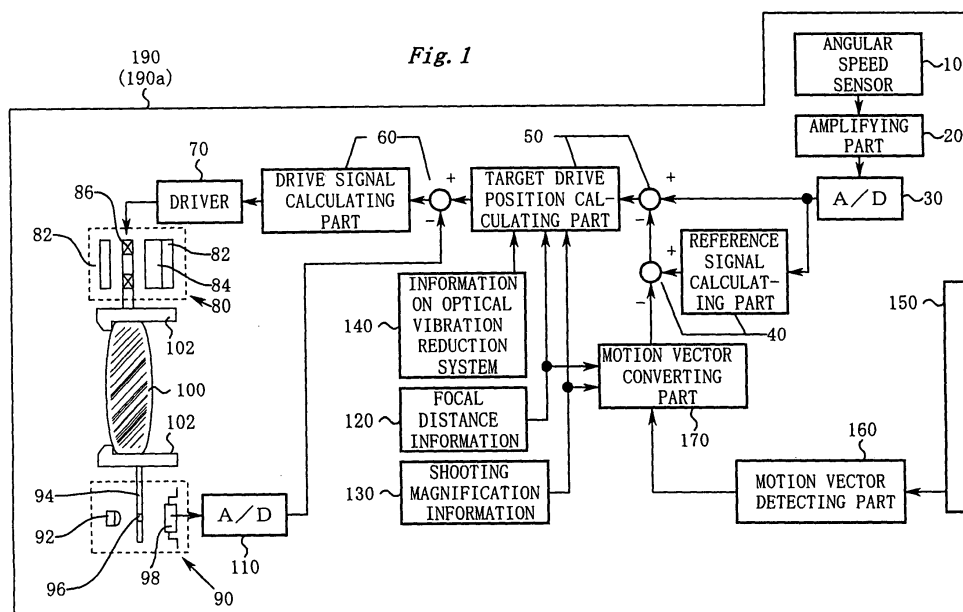 Fig. 1
190
(190a)
ANGULAR
SPEED
SENSOR
10
AMPLIFYING
PART
20
A/D
30
60
50
70
DRIVER
DRIVE SIGNAL
CALCULATING
PART
+
−
TARGET DRIVE
POSITION CAL-
CULATING PART
+
−
86
82
82
84
80
REFERENCE
SIGNAL
CALCULAT-
ING PART
+
−
40
150
140
INFORMATION
ON OPTICAL
VIBRATION
REDUCTION
SYSTEM
102
100
102
MOTION VECTOR
CONVERTING
PART
170
120
FOCAL
DISTANCE
INFORMATION
130
SHOOTING
MAGNIFICATION
INFORMATION
160
MOTION VECTOR
DETECTING PART
94
92
96
98
90
A/D
110